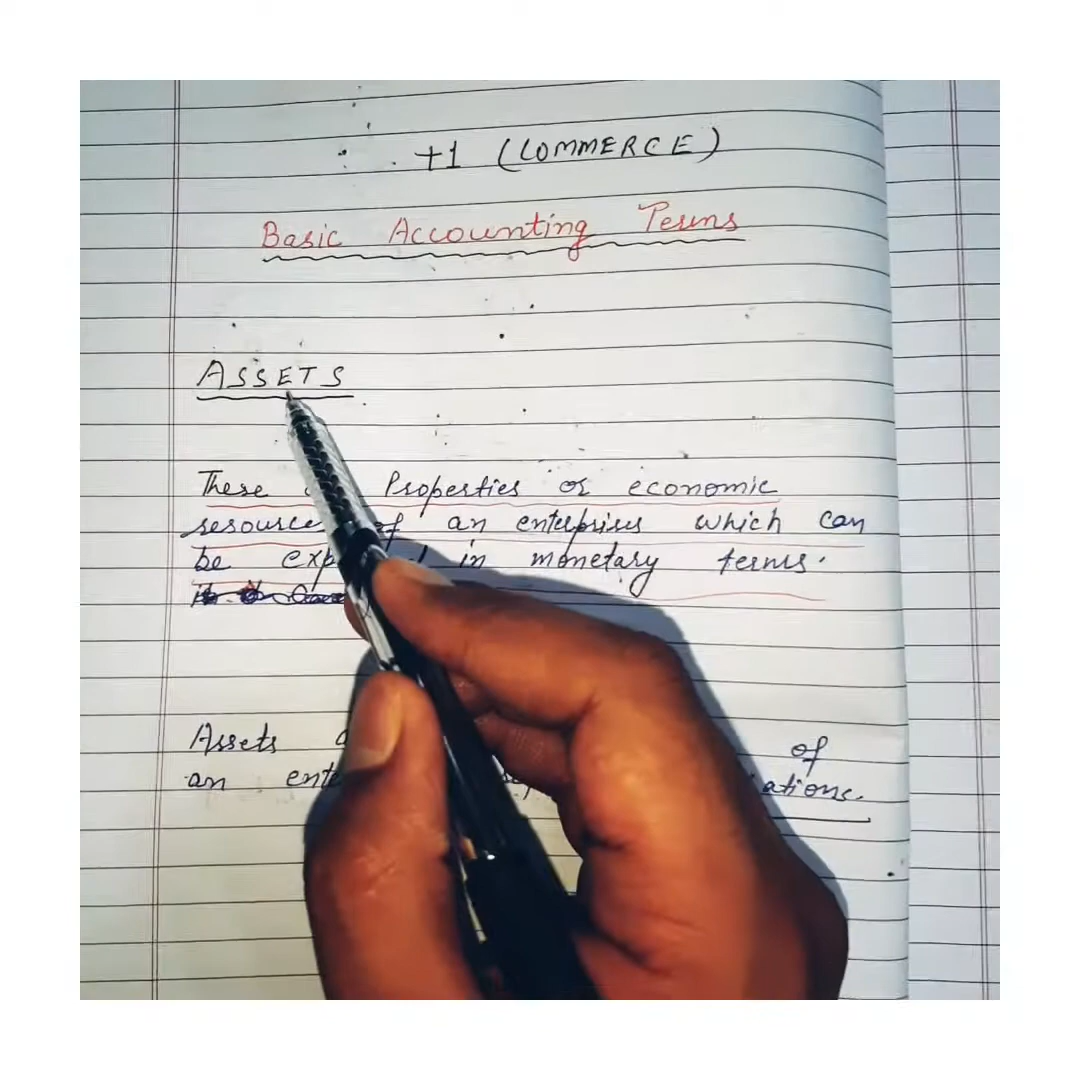 +1 (COMMERCE)
Basic Accounting Terms
ASSETS
These Properties or economic
resource of an enterprises which can
be in monetary terms.
Assets of
an